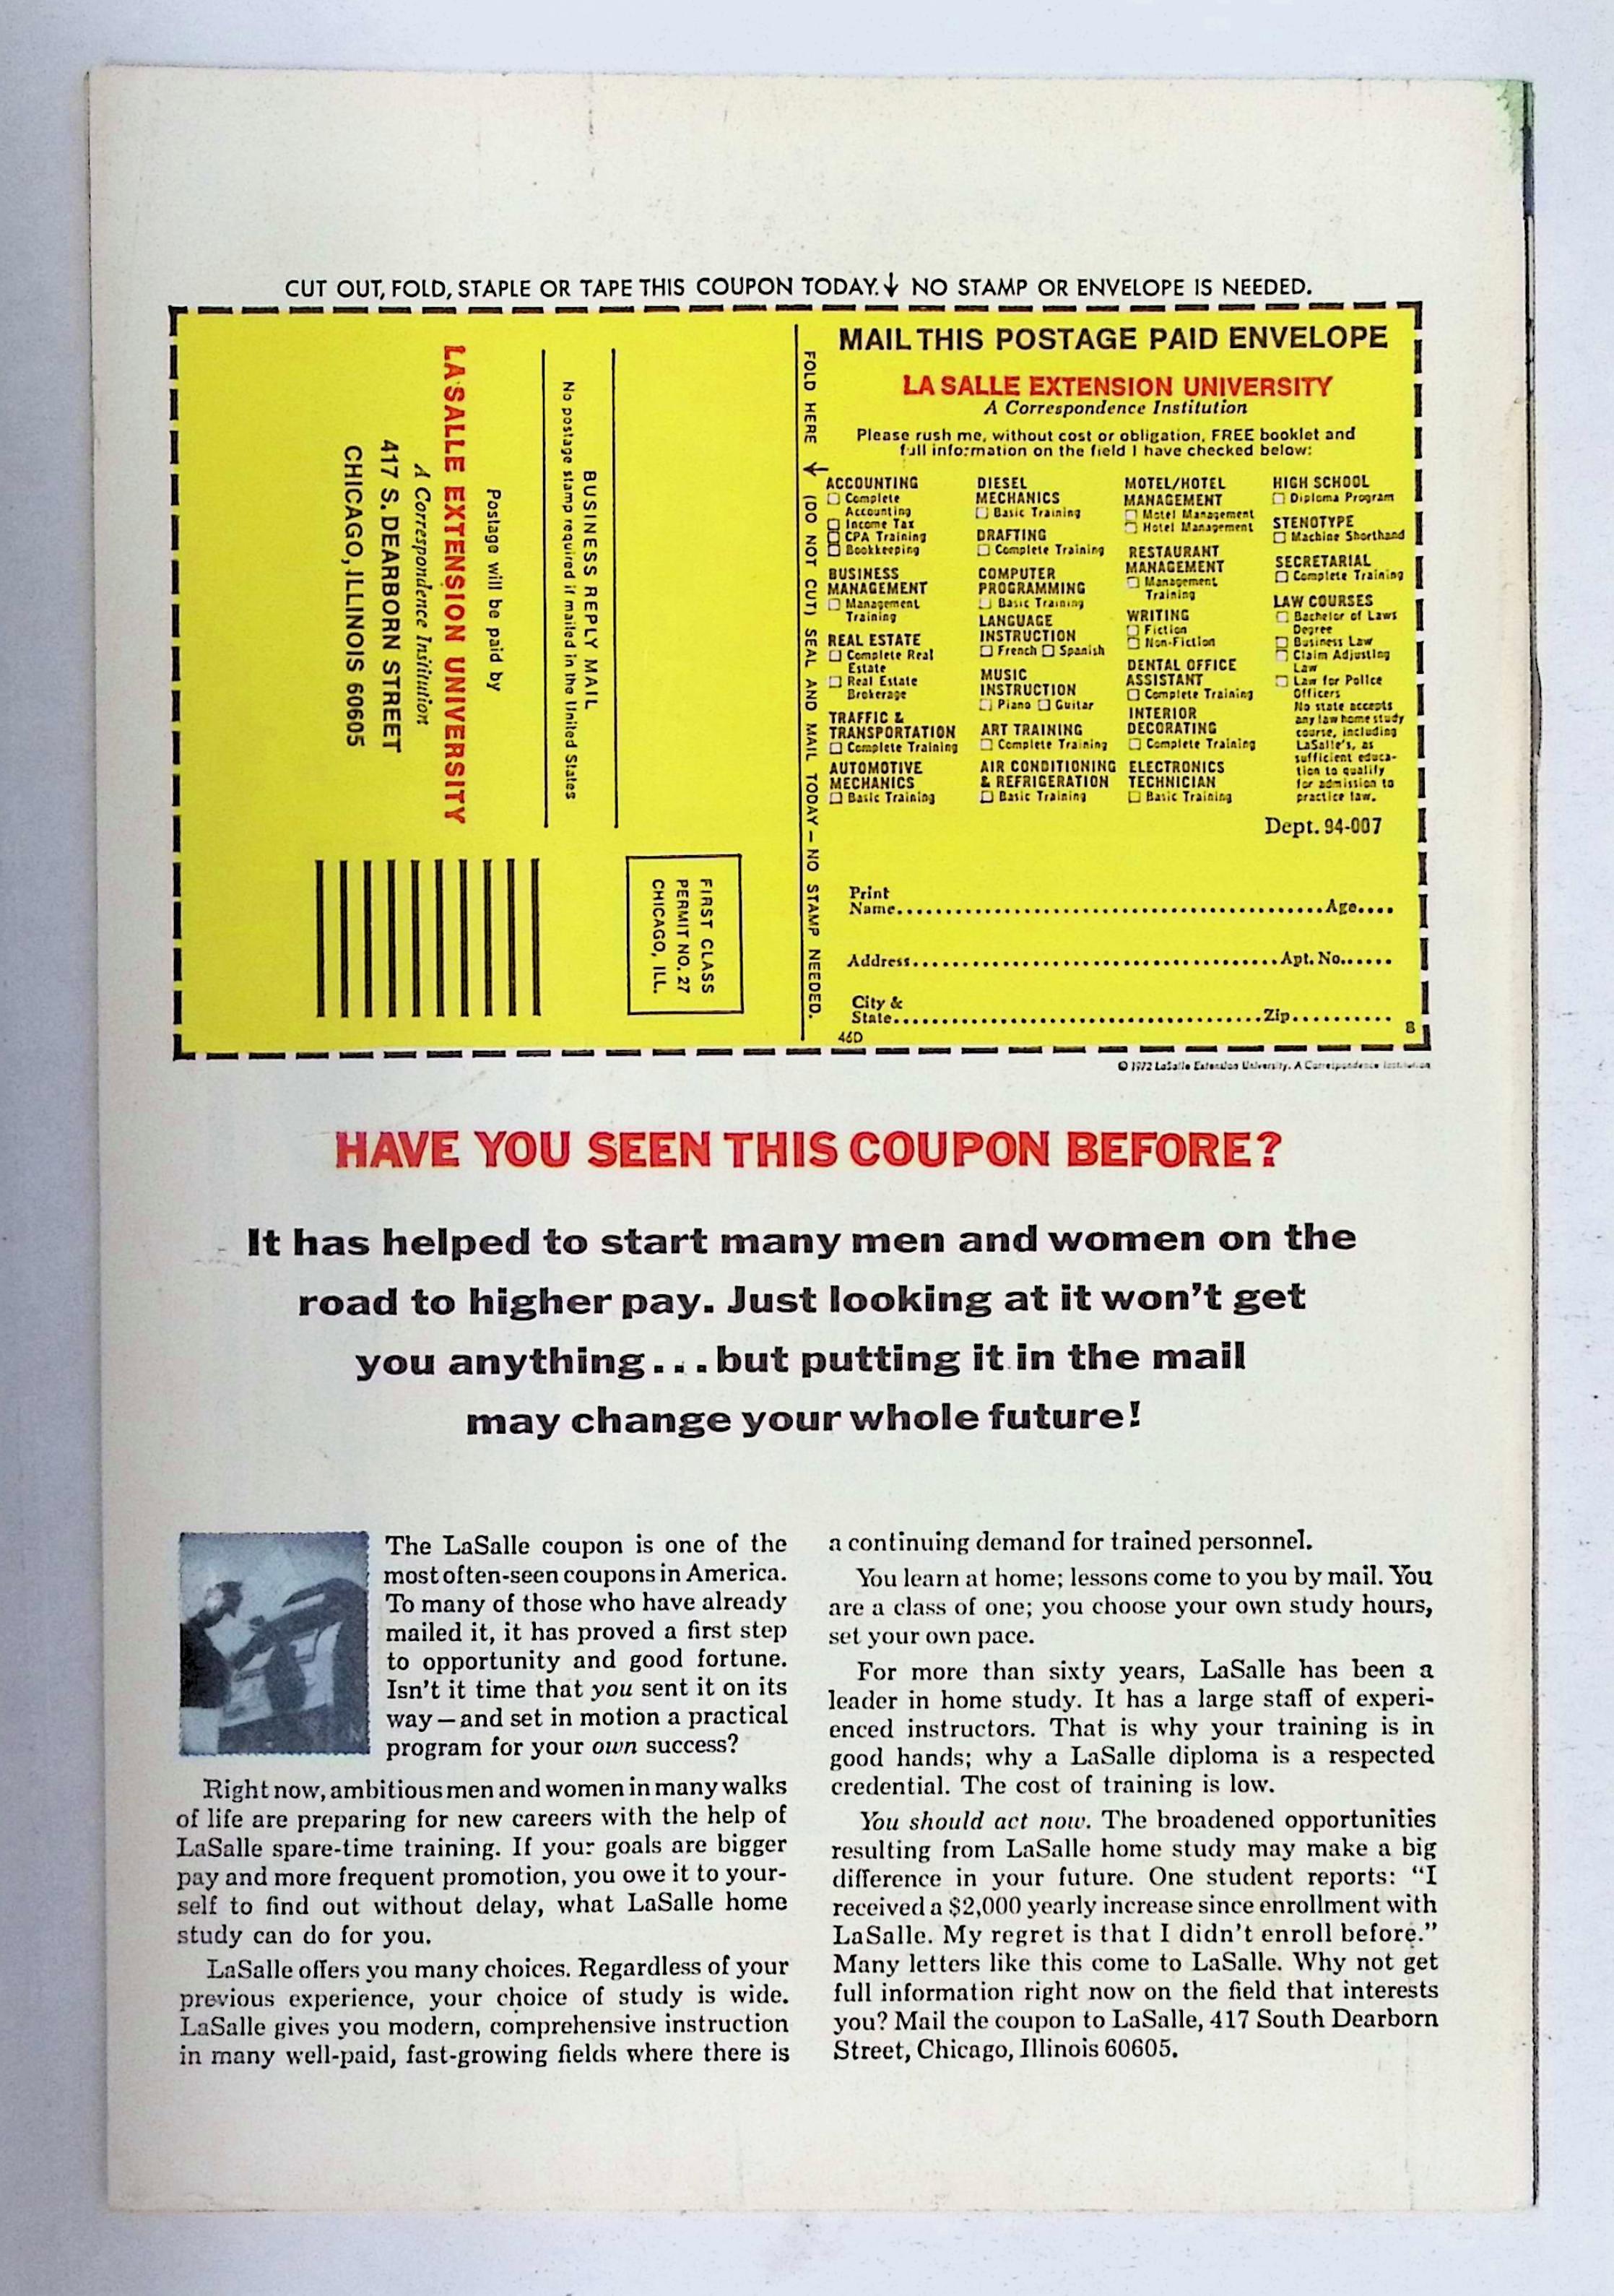 CUT OUT, FOLD, STAPLE OR TAPE THIS COUPON TODAY.↓ NO STAMP OR ENVELOPE IS NEEDED.
LA SALLE EXTENSION UNIVERSITY
A Correspondence Institution
417 S. DEARBORN STREET
CHICAGO, ILLINOIS 60605
Postage will be paid by
No postage stamp required if mailed in the United States
BUSINESS REPLY MAIL
FIRST CLASS
PERMIT NO. 27
CHICAGO, ILL.
FOLD HERE ↓ (DO NOT CUT) SEAL AND MAIL TODAY – NO STAMP NEEDED.
MAIL THIS POSTAGE PAID ENVELOPE
LA SALLE EXTENSION UNIVERSITY
A Correspondence Institution
Please rush me, without cost or obligation, FREE booklet and
full information on the field I have checked below:
ACCOUNTING
☐ Complete
Accounting
☐ Income Tax
☐ CPA Training
☐ Bookkeeping
BUSINESS
MANAGEMENT
☐ Management
Training
REAL ESTATE
☐ Complete Real
Estate
☐ Real Estate
Brokerage
TRAFFIC &
TRANSPORTATION
☐ Complete Training
AUTOMOTIVE
MECHANICS
☐ Basic Training
DIESEL
MECHANICS
☐ Basic Training
DRAFTING
☐ Complete Training
COMPUTER
PROGRAMMING
☐ Basic Training
LANGUAGE
INSTRUCTION
☐ French ☐ Spanish
MUSIC
INSTRUCTION
☐ Piano ☐ Guitar
ART TRAINING
☐ Complete Training
AIR CONDITIONING
& REFRIGERATION
☐ Basic Training
MOTEL/HOTEL
MANAGEMENT
☐ Motel Management
☐ Hotel Management
RESTAURANT
MANAGEMENT
☐ Management
Training
WRITING
☐ Fiction
☐ Non-Fiction
DENTAL OFFICE
ASSISTANT
☐ Complete Training
INTERIOR
DECORATING
☐ Complete Training
ELECTRONICS
TECHNICIAN
☐ Basic Training
HIGH SCHOOL
☐ Diploma Program
STENOTYPE
☐ Machine Shorthand
SECRETARIAL
☐ Complete Training
LAW COURSES
☐ Bachelor of Laws
Degree
☐ Business Law
☐ Claim Adjusting
Law
☐ Law for Police
Officers
No state accepts
any law home study
course, including
LaSalle's, as
sufficient educa-
tion to qualify
for admission to
practice law.
Dept. 94-007
Print
Name..........Age....
Address..........Apt. No......
City &
State..........Zip..........
46D
8
© 1972 LaSalle Extension University. A Correspondence Institution
HAVE YOU SEEN THIS COUPON BEFORE?
It has helped to start many men and women on the
road to higher pay. Just looking at it won't get
you anything...but putting it in the mail
may change your whole future!
The LaSalle coupon is one of the
most often-seen coupons in America.
To many of those who have already
mailed it, it has proved a first step
to opportunity and good fortune.
Isn't it time that you sent it on its
way—and set in motion a practical
program for your own success?
Right now, ambitious men and women in many walks
of life are preparing for new careers with the help of
LaSalle spare-time training. If your goals are bigger
pay and more frequent promotion, you owe it to your-
self to find out without delay, what LaSalle home
study can do for you.
LaSalle offers you many choices. Regardless of your
previous experience, your choice of study is wide.
LaSalle gives you modern, comprehensive instruction
in many well-paid, fast-growing fields where there is
a continuing demand for trained personnel.
You learn at home; lessons come to you by mail. You
are a class of one; you choose your own study hours,
set your own pace.
For more than sixty years, LaSalle has been a
leader in home study. It has a large staff of experi-
enced instructors. That is why your training is in
good hands; why a LaSalle diploma is a respected
credential. The cost of training is low.
You should act now. The broadened opportunities
resulting from LaSalle home study may make a big
difference in your future. One student reports: "I
received a $2,000 yearly increase since enrollment with
LaSalle. My regret is that I didn't enroll before."
Many letters like this come to LaSalle. Why not get
full information right now on the field that interests
you? Mail the coupon to LaSalle, 417 South Dearborn
Street, Chicago, Illinois 60605.